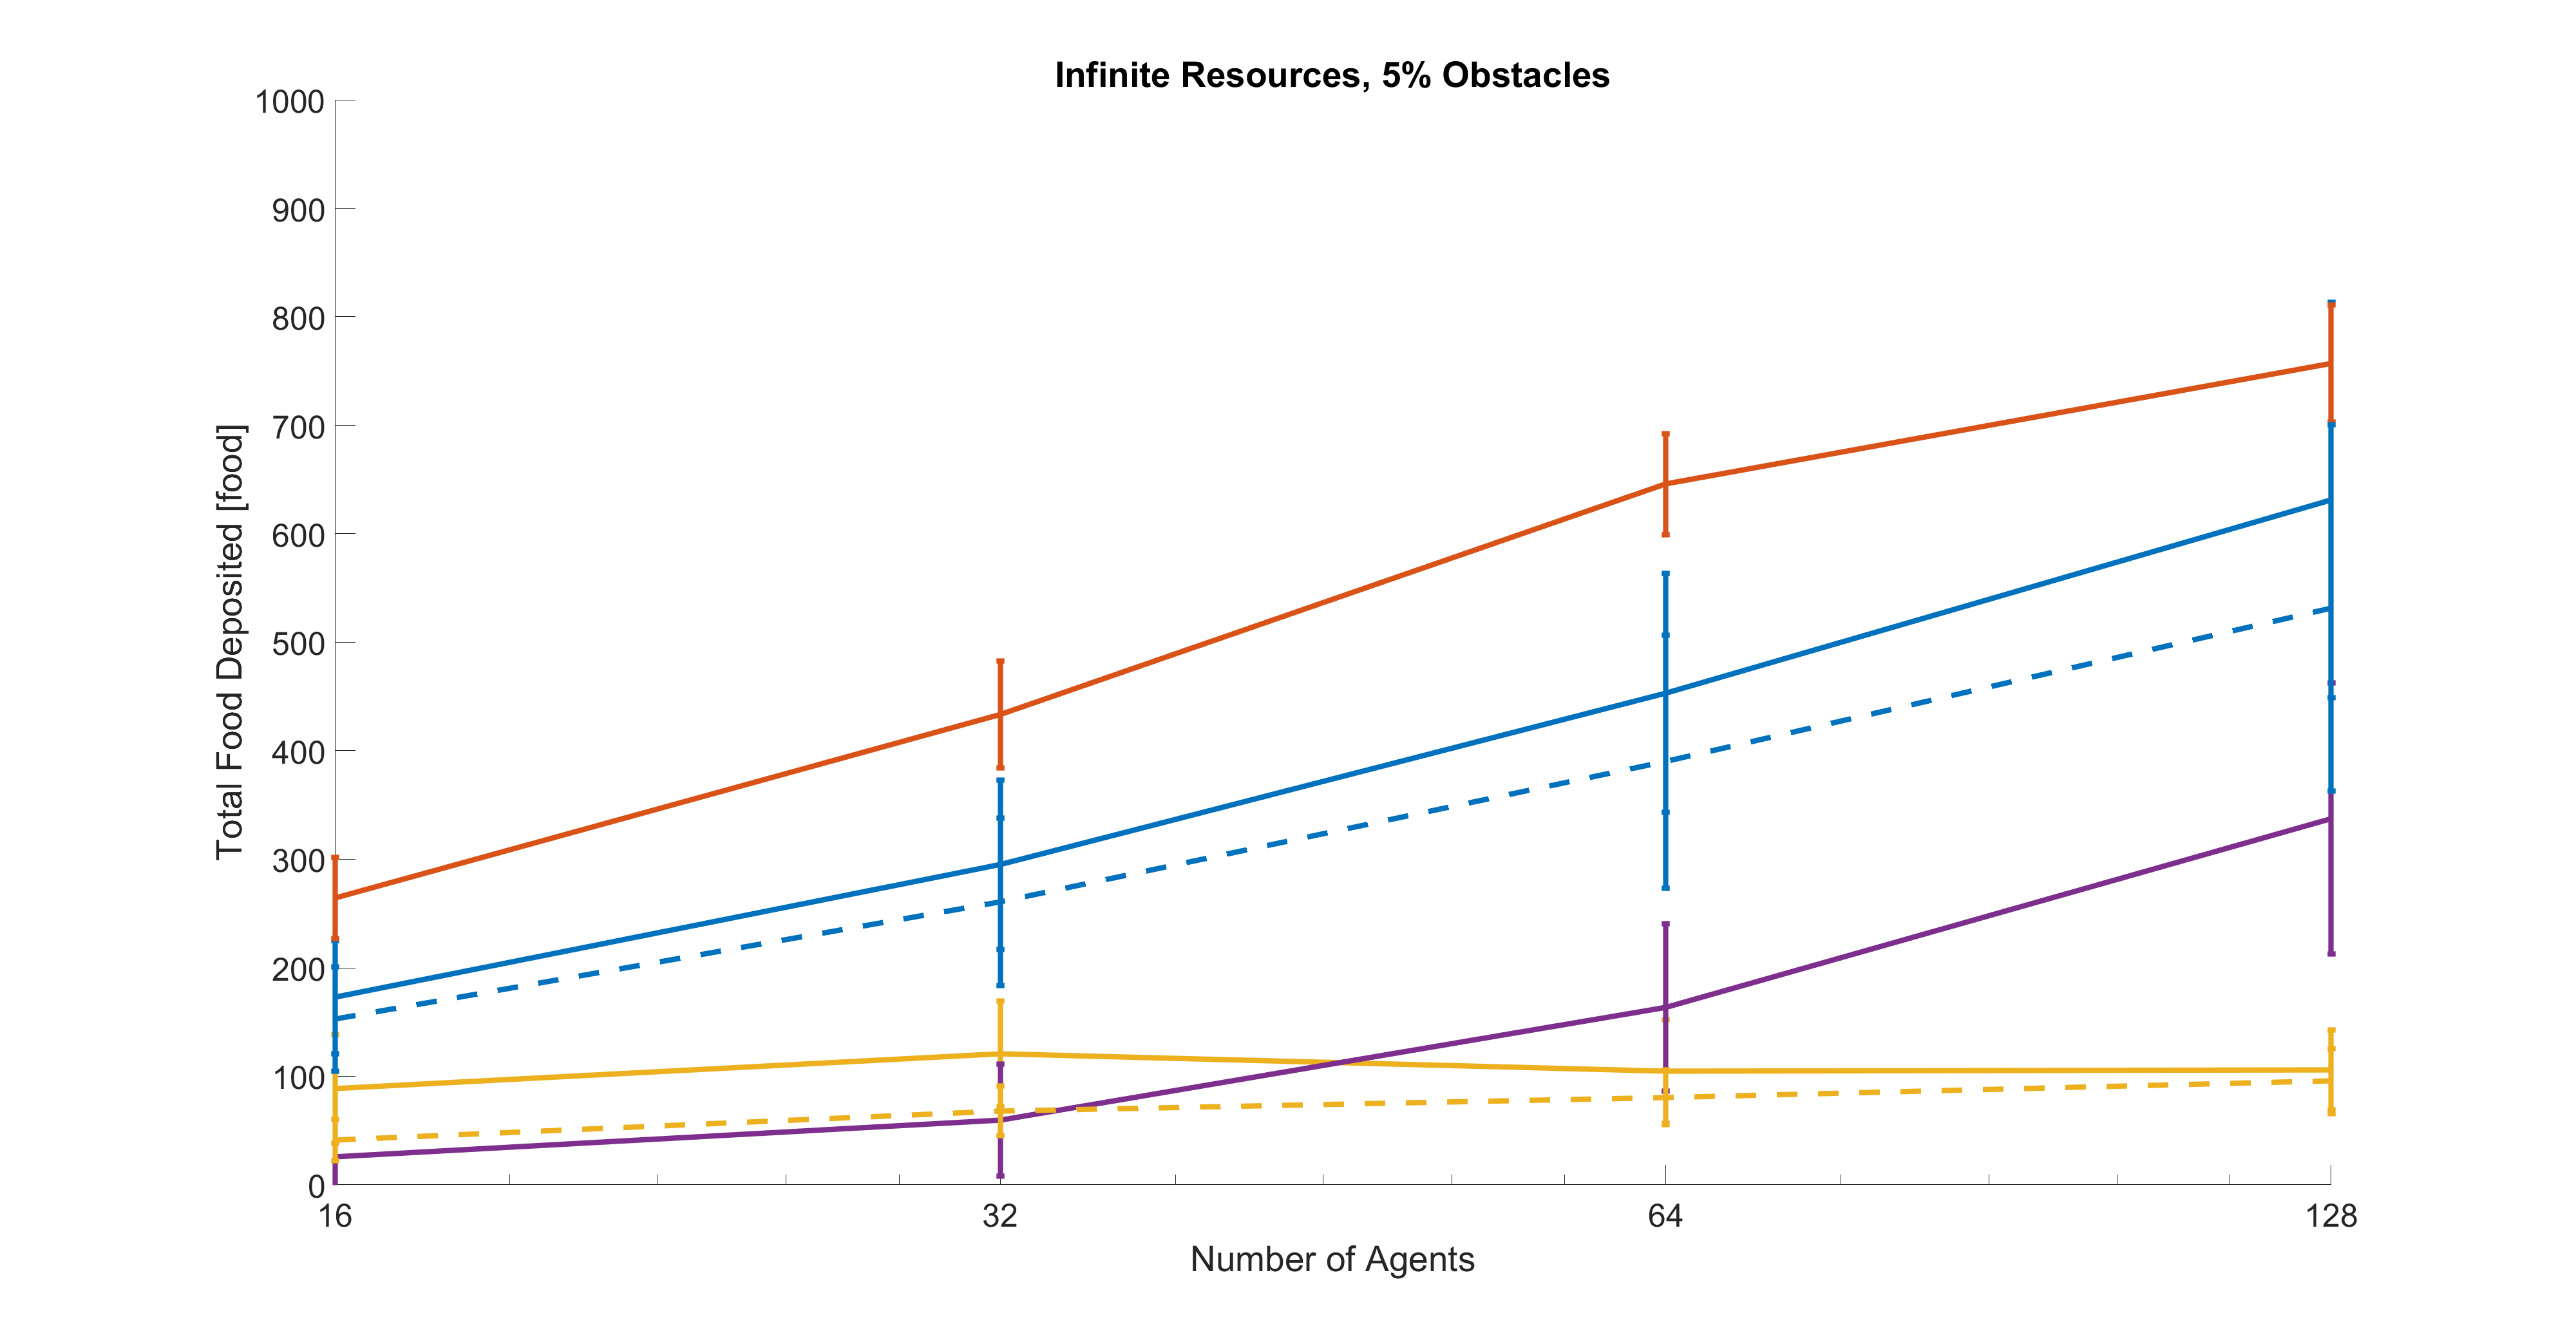 Infinite Resources, 5% Obstacles
1000
900
800
700
600
500
400
300
200
100
0
Total Food Deposited [food]
16 32 64 128
Number of Agents